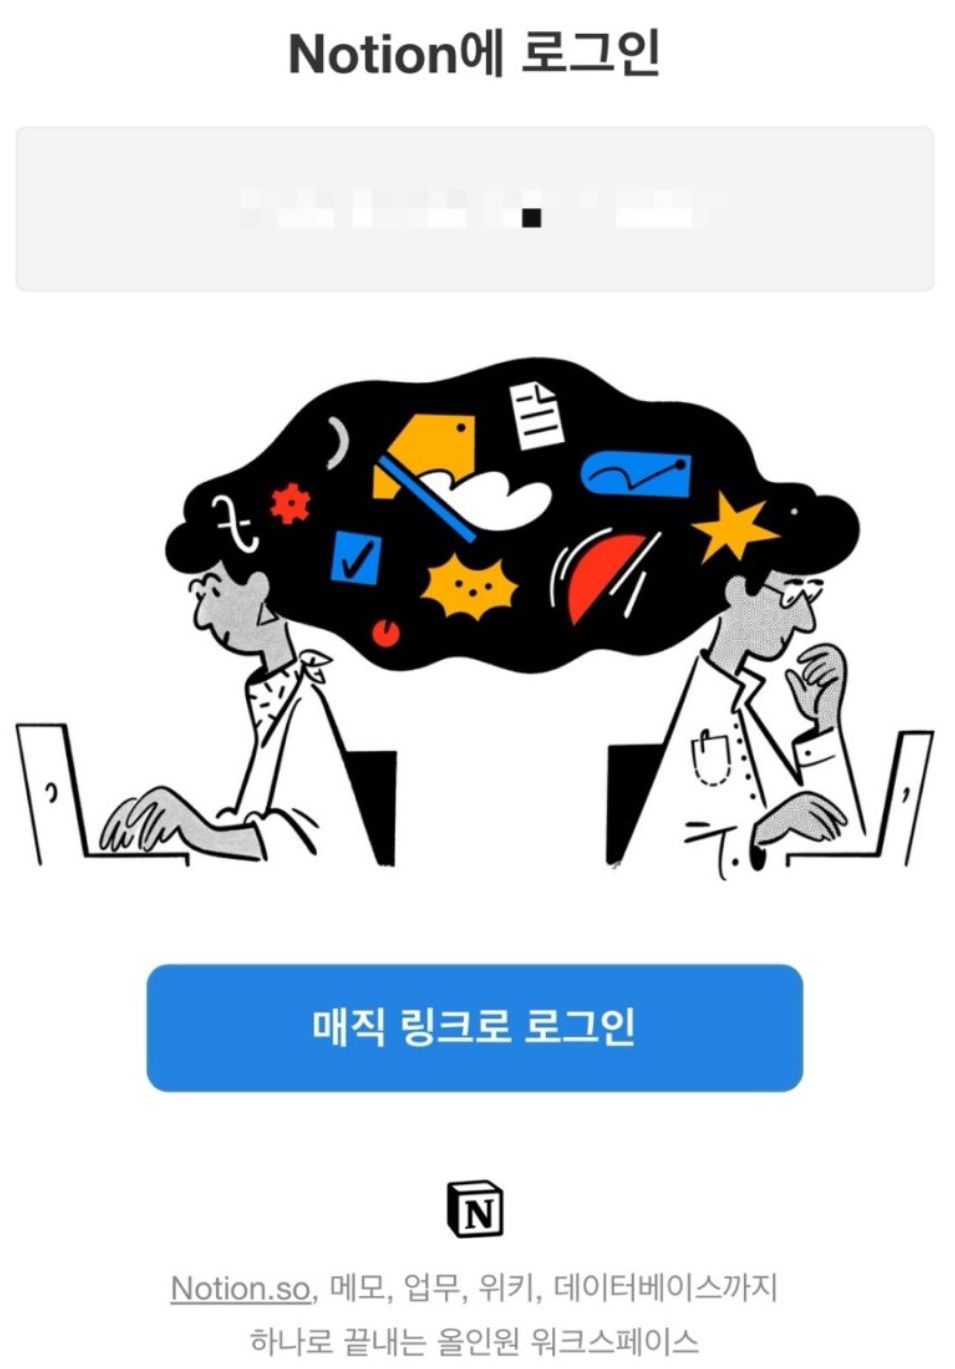 Notion에 로그인
매직 링크로 로그인
N
Notion.so, 메모, 업무, 위키, 데이터베이스까지
하나로 끝내는 올인원 워크스페이스